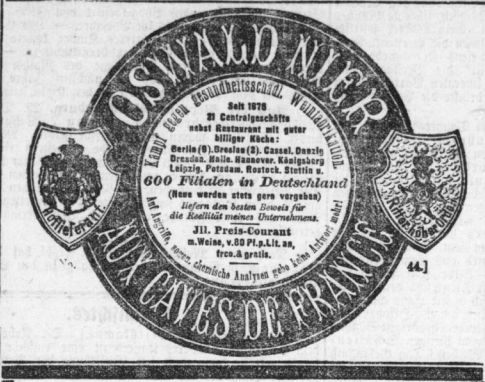 OSWALD NIER
Kampf gegen gesundheitsschädl. Weinfabrikation.
Seit 1876
21 Centralgeschäfte
nebst Restaurant mit guter
billiger Küche:
Berlin (9). Breslau (2). Cassel. Danzig
Dresden. Halle. Hannover. Königsberg
Leipzig. Potsdam. Rostock. Stettin u.
600 Filialen in Deutschland
(Neue werden stets gern vergeben)
liefern den besten Beweis für
die Reellität meines Unternehmens.
Jll. Preis-Courant
m. Weine, v. 80 Pf. p. Lit. an,
frco. & gratis.
Auf Angriffe, sogen. chemische Analysen gebe keine Antwort mehr!
Hoflieferant.
No.
44.]
AUX CAVES DE FRANCE